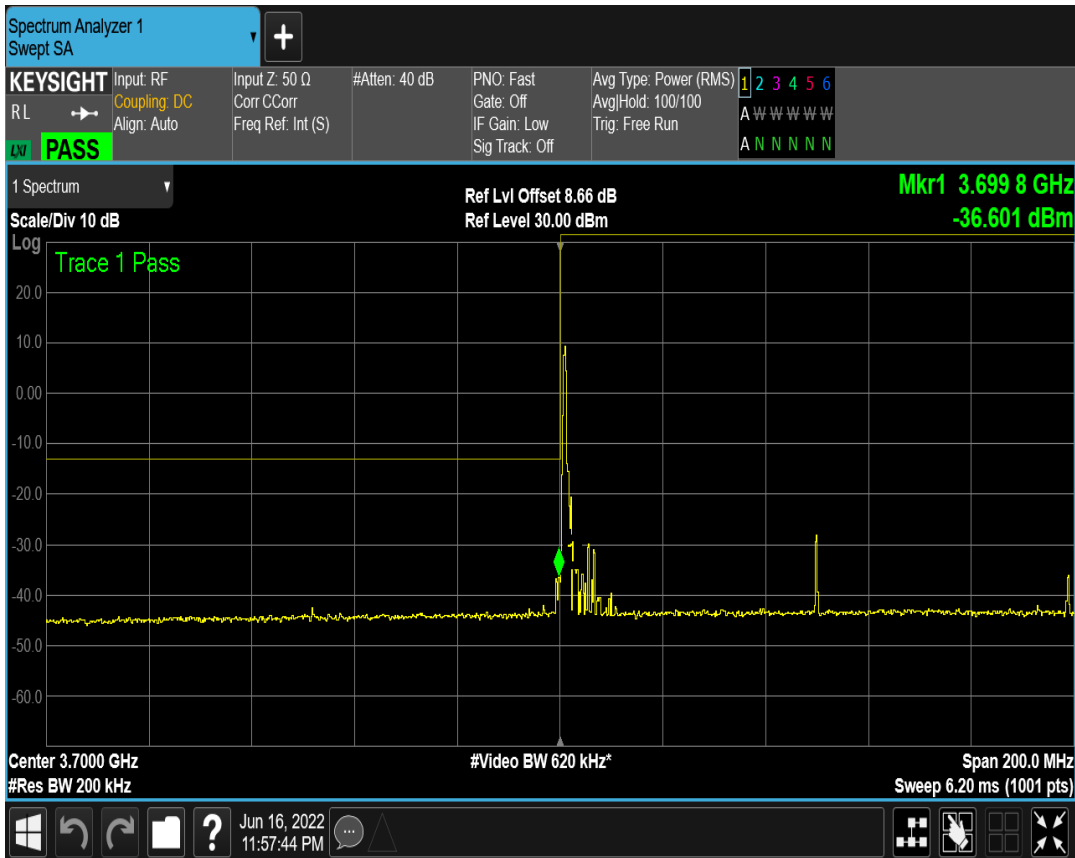 Spectrum Analyzer 1
Swept SA
+
KEYSIGHT
RL
LXI PASS
Input: RF
Coupling: DC
Align: Auto
Input Z: 50 Ω
Corr CCorr
Freq Ref: Int (S)
#Atten: 40 dB
PNO: Fast
Gate: Off
IF Gain: Low
Sig Track: Off
Avg Type: Power (RMS)
Avg|Hold: 100/100
Trig: Free Run
1 2 3 4 5 6
A W W W W W
A N N N N N
1 Spectrum
Scale/Div 10 dB
Ref Lvl Offset 8.66 dB
Ref Level 30.00 dBm
Mkr1 3.699 8 GHz
-36.601 dBm
Log
Trace 1 Pass
20.0
10.0
0.00
-10.0
-20.0
-30.0
-40.0
-50.0
-60.0
Center 3.7000 GHz
#Res BW 200 kHz
#Video BW 620 kHz*
Span 200.0 MHz
Sweep 6.20 ms (1001 pts)
?
Jun 16, 2022
11:57:44 PM